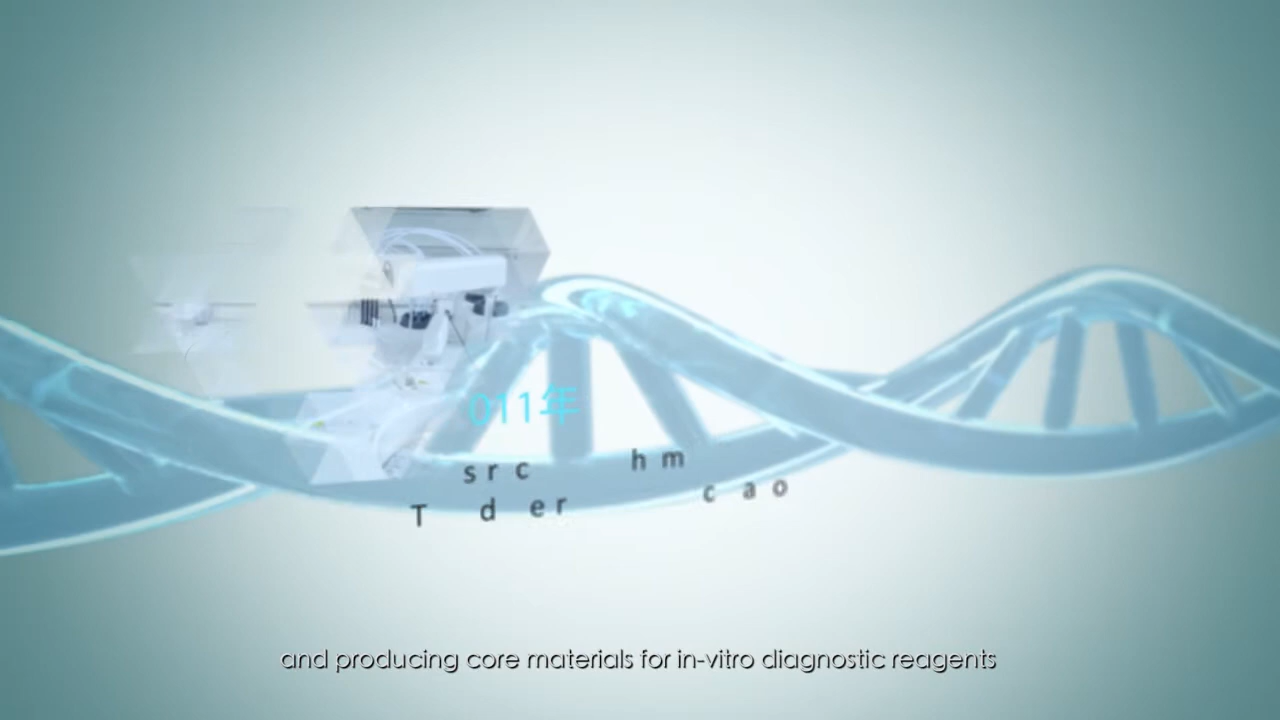 011年
s r c h m
T d e r c a o
and producing core materials for in-vitro diagnostic reagents